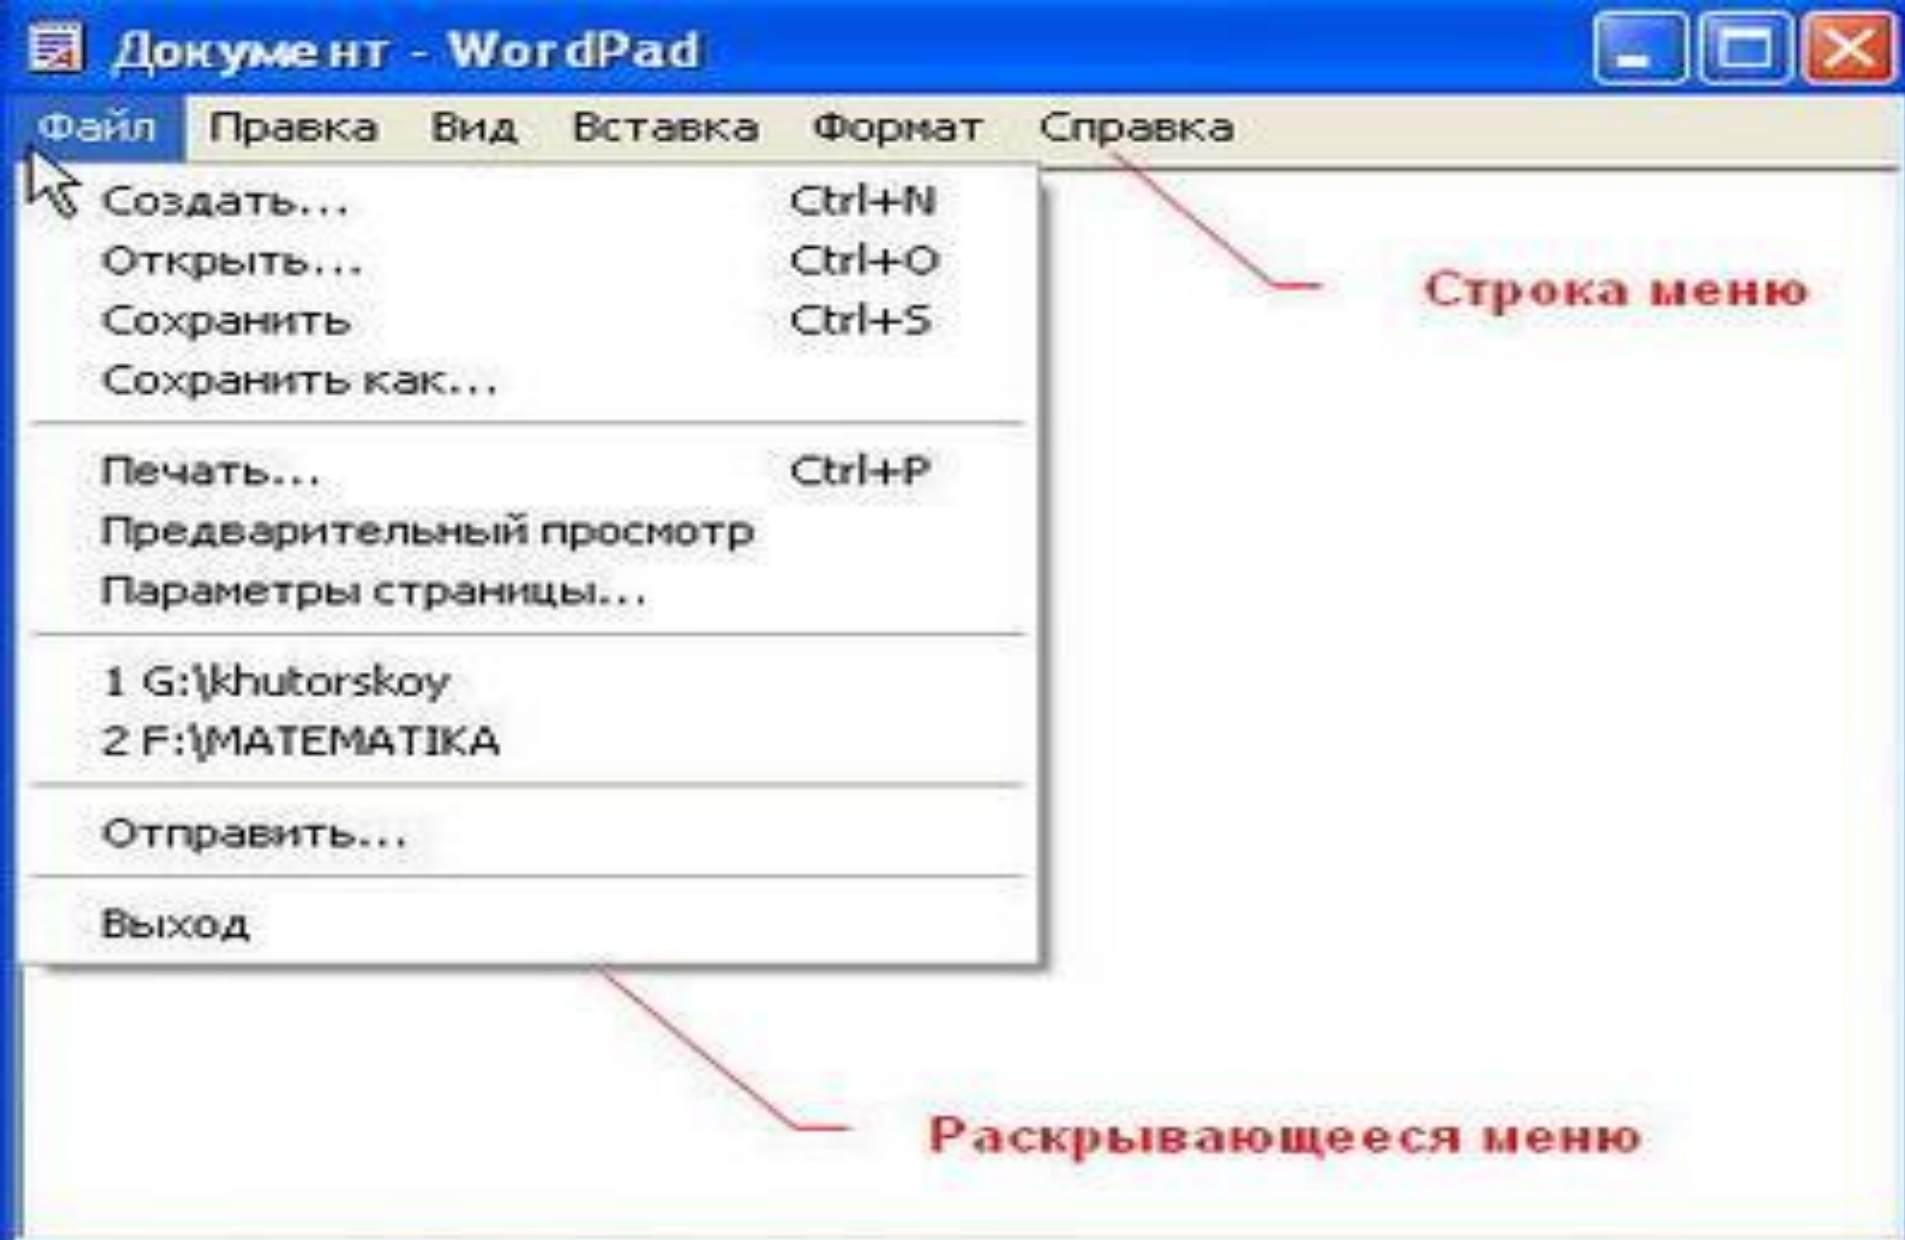 Документ - WordPad
Файл Правка Вид Вставка Формат Справка
Создать... Ctrl+N
Открыть... Ctrl+O
Сохранить Ctrl+S
Сохранить как...
Печать... Ctrl+P
Предварительный просмотр
Параметры страницы...
1 G:\khutorskoy
2 F:\MATEMATIKA
Отправить...
Выход
Строка меню
Раскрывающееся меню